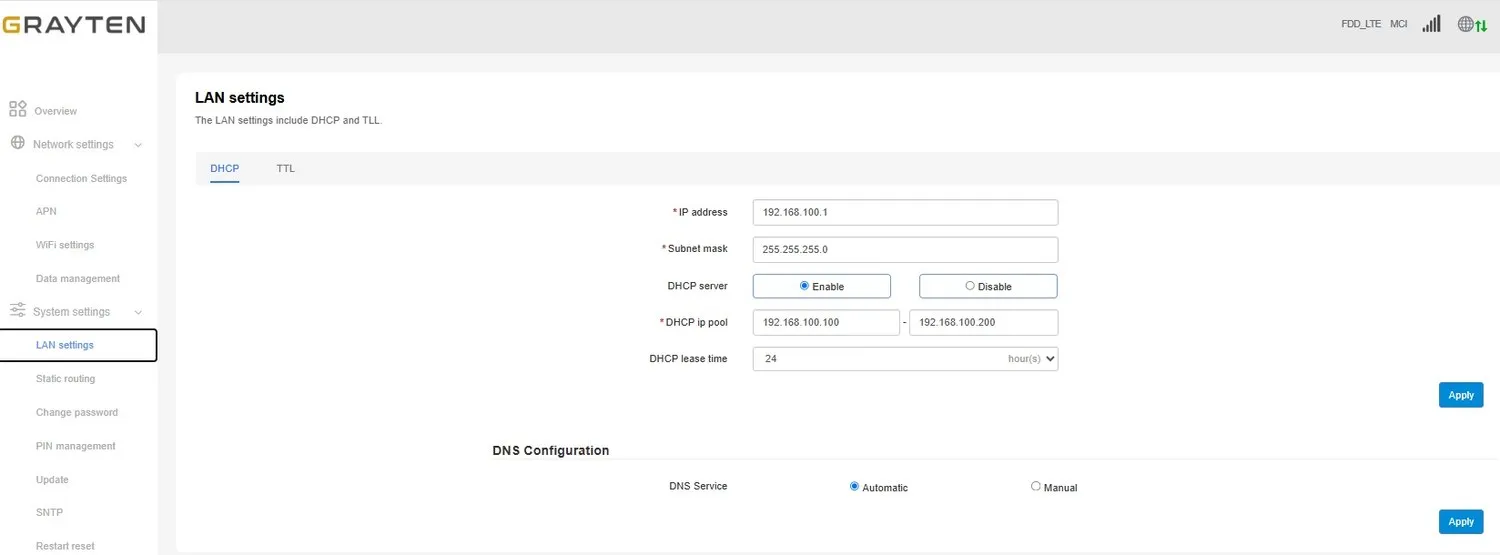 GRAYTEN
FDD_LTE MCI
Overview
Network settings
Connection Settings
APN
WiFi settings
Data management
System settings
LAN settings
Static routing
Change password
PIN management
Update
SNTP
Restart reset
LAN settings
The LAN settings include DHCP and TLL.
DHCP TTL
*IP address 192.168.100.1
*Subnet mask 255.255.255.0
DHCP server Enable Disable
*DHCP ip pool 192.168.100.100 - 192.168.100.200
DHCP lease time 24 hour(s)
Apply
DNS Configuration
DNS Service Automatic Manual
Apply